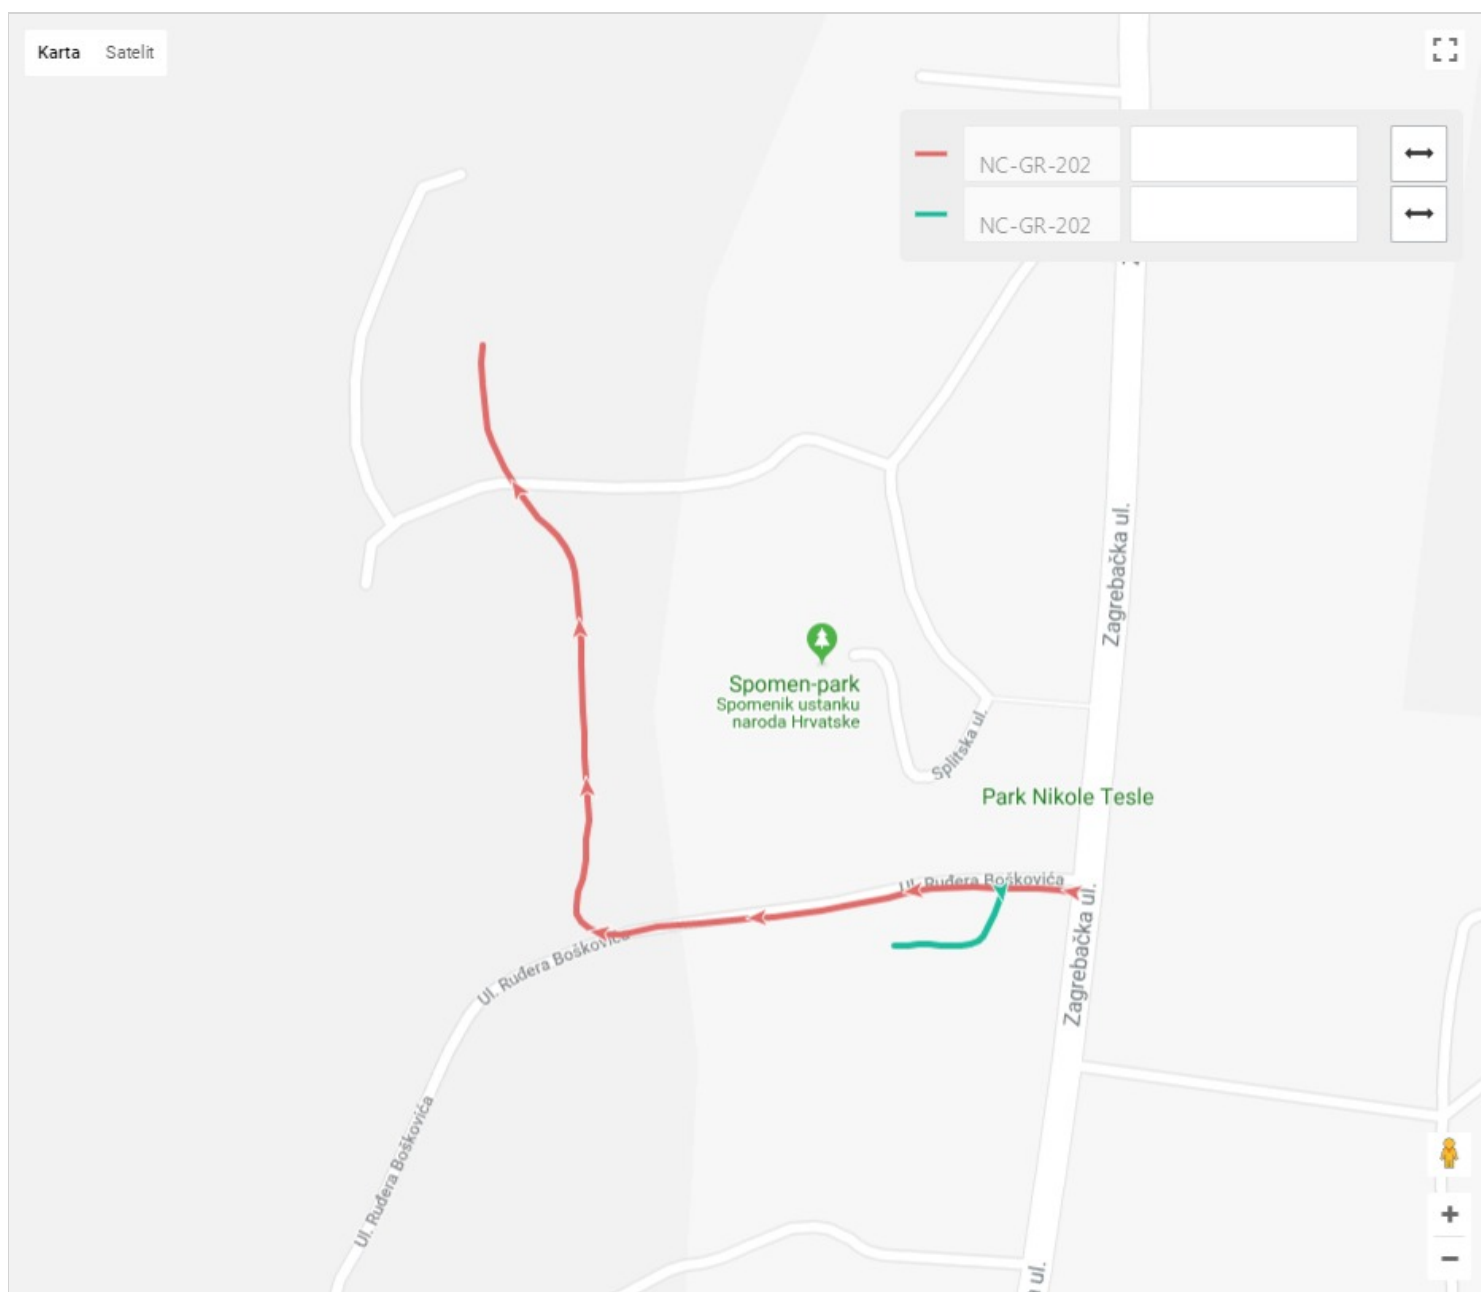 Karta Satelit
NC-GR-202
NC-GR-202
Zagrebačka ul.
Spomen-park
Spomenik ustanku
naroda Hrvatske
Splitska ul.
Park Nikole Tesle
Ul. Ruđera Boškovića
Zagrebačka ul.
Ul. Ruđera Boškovića
Ul. Ruđera Boškovića
ul.